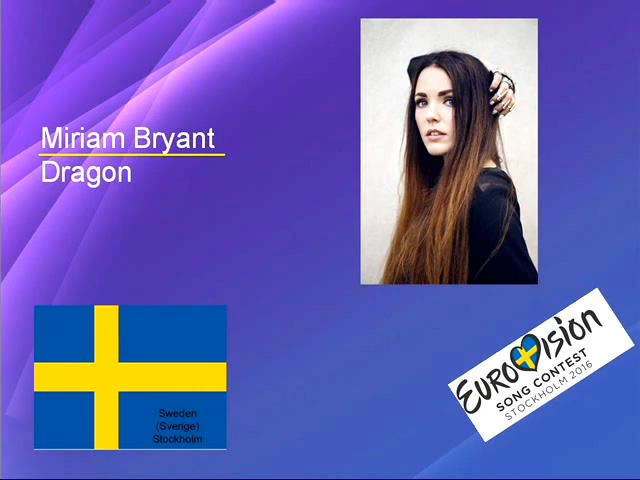 Miriam Bryant
Dragon
Sweden
(Sverige)
Stockholm
EUROVISION
SONG CONTEST
STOCKHOLM 2016